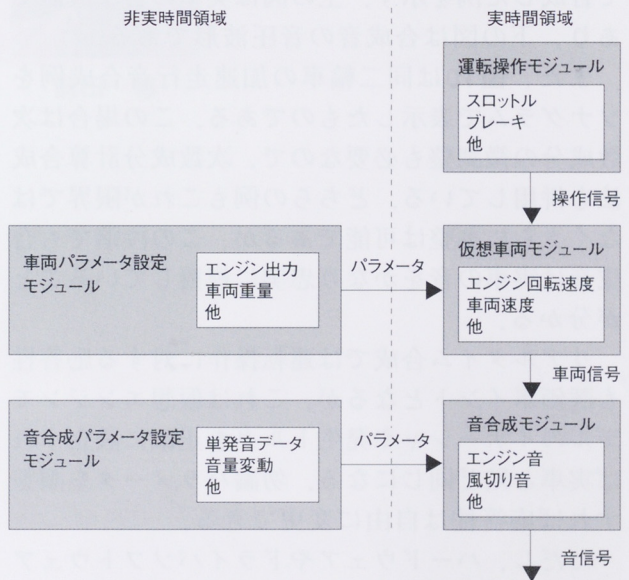 非実時間領域
実時間領域
運転操作モジュール
スロットル
ブレーキ
他
操作信号
車両パラメータ設定
モジュール
エンジン出力
車両重量
他
パラメータ
仮想車両モジュール
エンジン回転速度
車両速度
他
車両信号
音合成パラメータ設定
モジュール
単発音データ
音量変動
他
パラメータ
音合成モジュール
エンジン音
風切り音
他
音信号